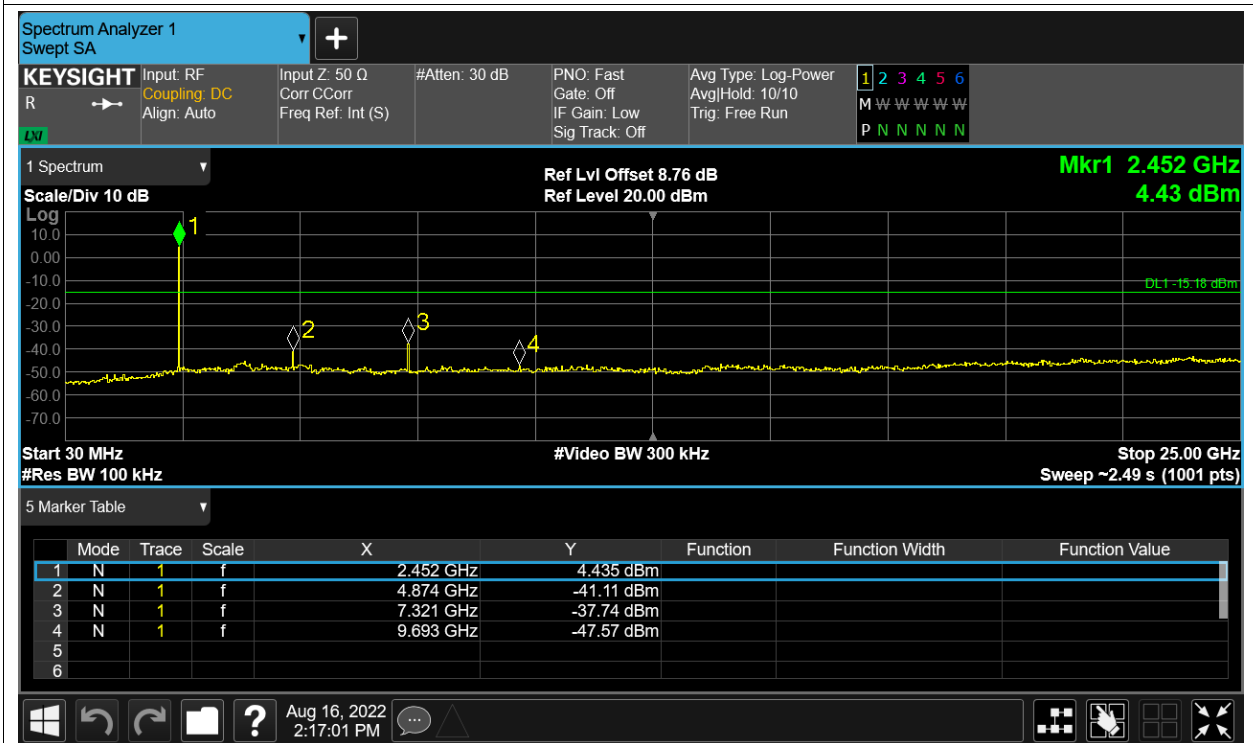 Spectrum Analyzer 1
Swept SA
+
KEYSIGHT Input: RF Input Z: 50 Ω #Atten: 30 dB PNO: Fast Avg Type: Log-Power 1 2 3 4 5 6
R Coupling: DC Corr CCorr Gate: Off Avg|Hold: 10/10 M W W W W W
Align: Auto Freq Ref: Int (S) IF Gain: Low Trig: Free Run
LXI Sig Track: Off P N N N N N
1 Spectrum Ref Lvl Offset 8.76 dB Mkr1 2.452 GHz
Scale/Div 10 dB Ref Level 20.00 dBm 4.43 dBm
Log
1
10.0
0.00
-10.0 DL1 -15.18 dBm
-20.0
-30.0 2 3
-40.0 4
-50.0
-60.0
-70.0
Start 30 MHz #Video BW 300 kHz Stop 25.00 GHz
#Res BW 100 kHz Sweep ~2.49 s (1001 pts)
5 Marker Table
Mode Trace Scale X Y Function Function Width Function Value
1 N 1 f 2.452 GHz 4.435 dBm
2 N 1 f 4.874 GHz -41.11 dBm
3 N 1 f 7.321 GHz -37.74 dBm
4 N 1 f 9.693 GHz -47.57 dBm
5
6
? Aug 16, 2022
2:17:01 PM